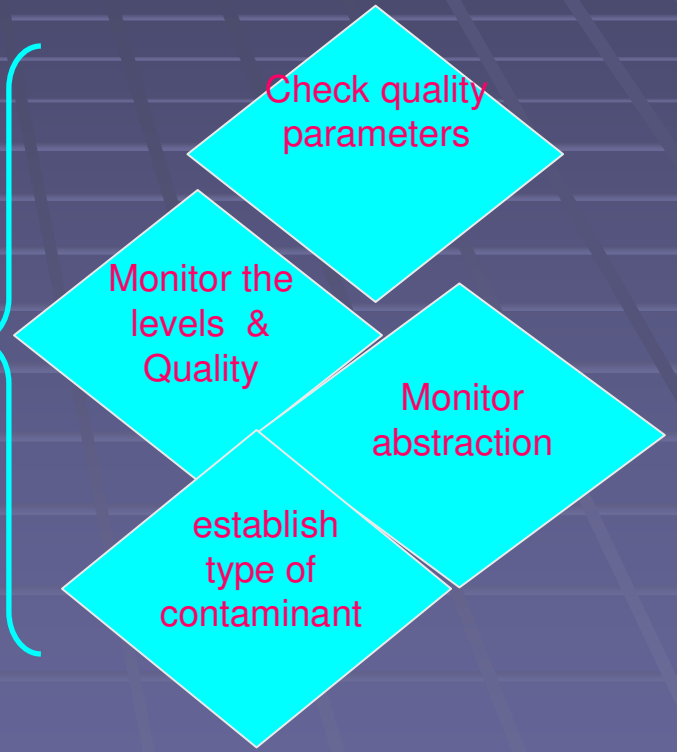 Check quality
parameters
Monitor the
levels & 
Quality
Monitor
abstraction
establish
type of
contaminant